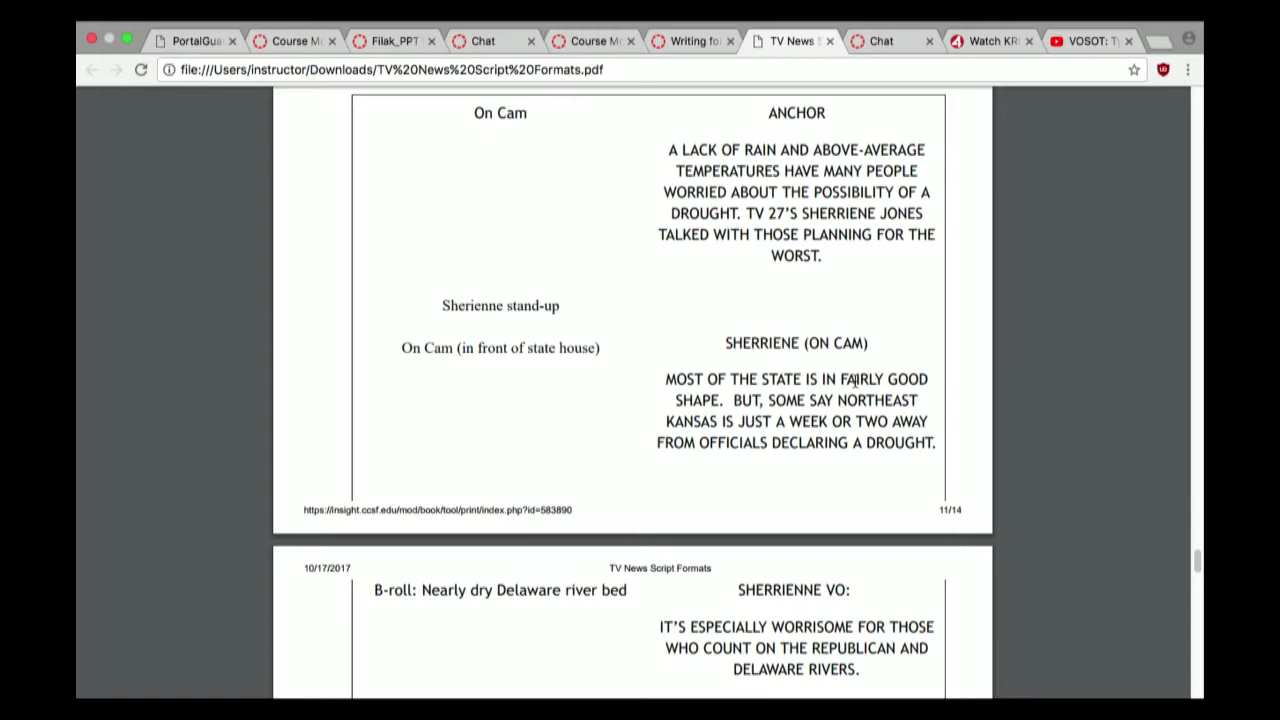 PortalGua
Course Mo
Filak_PPT
Chat
Course Mo
Writing fo
TV News S
Chat
Watch KR
VOSOT: T
file:///Users/instructor/Downloads/TV%20News%20Script%20Formats.pdf
On Cam
ANCHOR
A LACK OF RAIN AND ABOVE-AVERAGE
TEMPERATURES HAVE MANY PEOPLE
WORRIED ABOUT THE POSSIBILITY OF A
DROUGHT. TV 27'S SHERRIENE JONES
TALKED WITH THOSE PLANNING FOR THE
WORST.
Sherienne stand-up
On Cam (in front of state house)
SHERRIENE (ON CAM)
MOST OF THE STATE IS IN FAIRLY GOOD
SHAPE.  BUT, SOME SAY NORTHEAST
KANSAS IS JUST A WEEK OR TWO AWAY
FROM OFFICIALS DECLARING A DROUGHT.
https://insight.ccsf.edu/mod/book/tool/print/index.php?id=583890
11/14
10/17/2017
TV News Script Formats
B-roll: Nearly dry Delaware river bed
SHERRIENNE VO:
IT'S ESPECIALLY WORRISOME FOR THOSE
WHO COUNT ON THE REPUBLICAN AND
DELAWARE RIVERS.